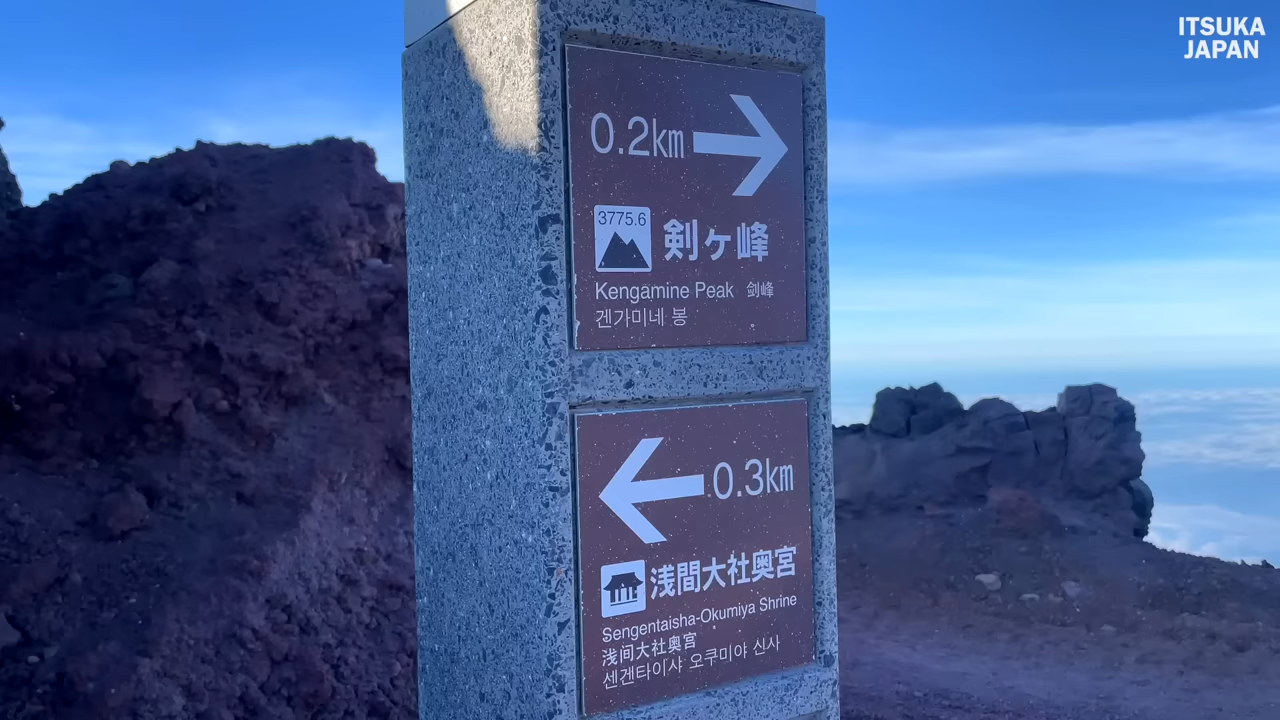 ITSUKA
JAPAN
0.2km
3775.6
剣ヶ峰
Kengamine Peak 剑峰
겐가미네 봉
0.3km
浅間大社奥宮
Sengentaisha-Okumiya Shrine
浅间大社奥宫
센겐타이샤 오쿠미야 신사